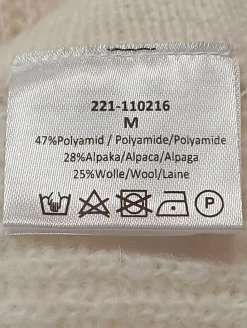 221-110216
M
47%Polyamid / Polyamide/Polyamide
28%Alpaka/Alpaca/Alpaga
25%Wolle/Wool/Laine
P